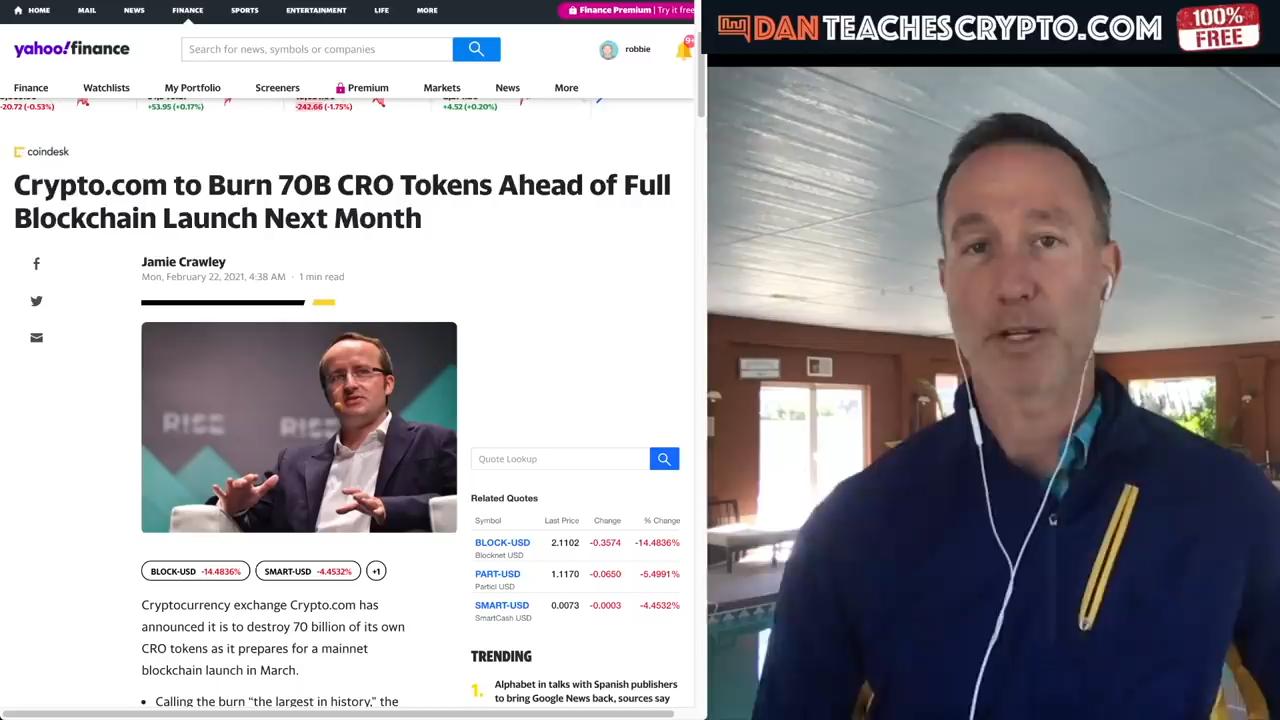 HOME MAIL NEWS FINANCE SPORTS ENTERTAINMENT LIFE MORE Finance Premium | Try it free
yahoo!finance
Search for news, symbols or companies
robbie
9+
Finance Watchlists My Portfolio Screeners Premium Markets News More
-20.72 (-0.53%) +53.95 (+0.17%) -242.66 (-1.75%) +4.52 (+0.20%)
coindesk
Crypto.com to Burn 70B CRO Tokens Ahead of Full
Blockchain Launch Next Month
Jamie Crawley
Mon, February 22, 2021, 4:38 AM · 1 min read
RISE RISE
BLOCK-USD -14.4836% SMART-USD -4.4532% +1
Cryptocurrency exchange Crypto.com has
announced it is to destroy 70 billion of its own
CRO tokens as it prepares for a mainnet
blockchain launch in March.
• Calling the burn “the largest in history,” the
Quote Lookup
Related Quotes
Symbol Last Price Change % Change
BLOCK-USD 2.1102 -0.3574 -14.4836%
Blocknet USD
PART-USD 1.1170 -0.0650 -5.4991%
Particl USD
SMART-USD 0.0073 -0.0003 -4.4532%
SmartCash USD
TRENDING
1. Alphabet in talks with Spanish publishers
to bring Google News back, sources say
DANTEACHESCRYPTO.COM
100%
FREE